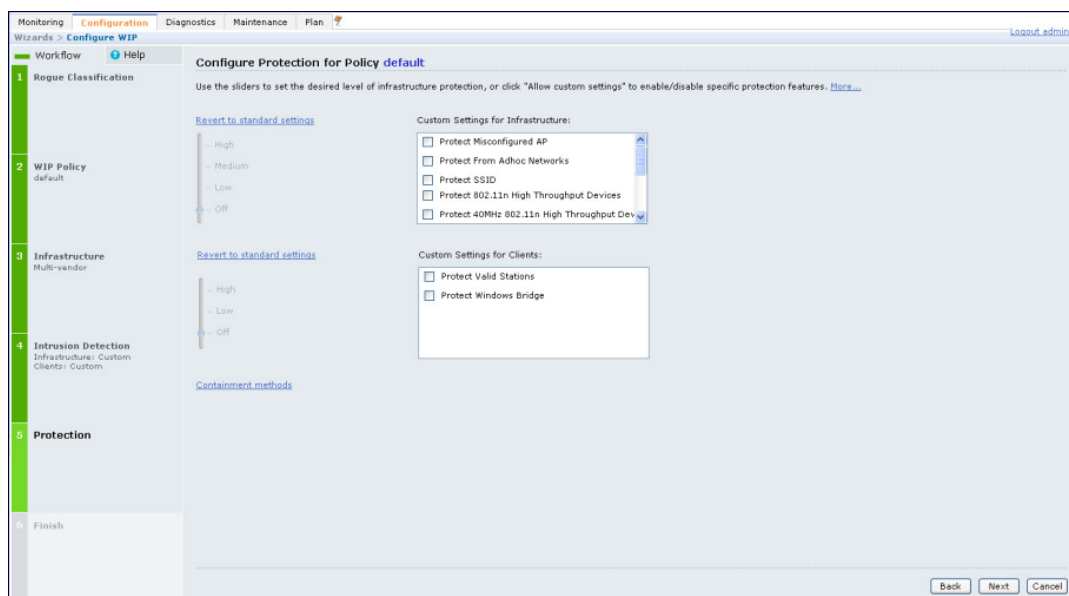 Monitoring Configuration Diagnostics Maintenance Plan
Logout admin
Wizards > Configure WIP
Workflow Help
1 Rogue Classification
2 WIP Policy
default
3 Infrastructure
Multi-vendor
4 Intrusion Detection
Infrastructure: Custom
Clients: Custom
5 Protection
6 Finish
Configure Protection for Policy default
Use the sliders to set the desired level of infrastructure protection, or click "Allow custom settings" to enable/disable specific protection features. More...
Revert to standard settings
- High
- Medium
- Low
- Off
Custom Settings for Infrastructure:
Protect Misconfigured AP
Protect From Adhoc Networks
Protect SSID
Protect 802.11n High Throughput Devices
Protect 40MHz 802.11n High Throughput Dev
Revert to standard settings
- High
- Low
- Off
Custom Settings for Clients:
Protect Valid Stations
Protect Windows Bridge
Containment methods
Back Next Cancel